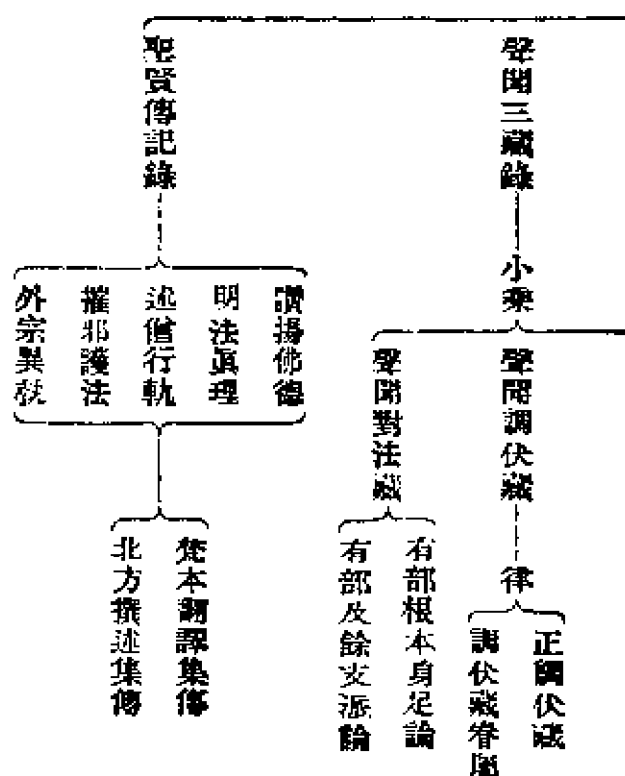 聲聞三藏錄
小乘
聲聞調伏藏
律
正調伏藏
調伏藏眷屬
聲聞對法藏
有部根本身足論
有部及餘支派論
聖賢傳記錄
讚揚佛德
明法眞理
述僧行軌
摧邪護法
外宗異執
梵本翻譯集傳
北方撰述集傳